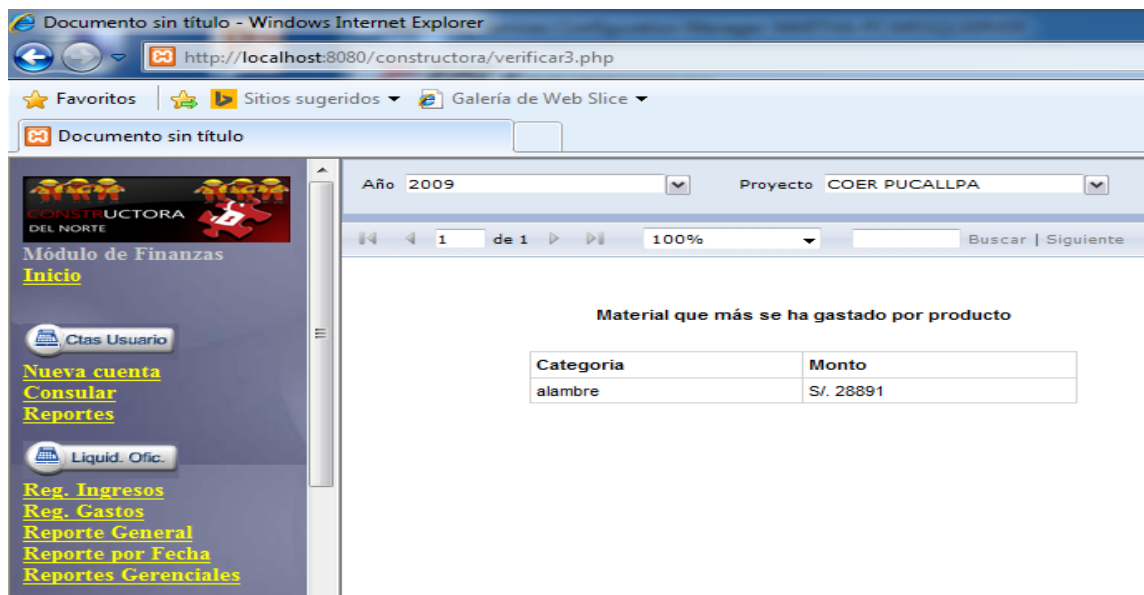 Documento sin título - Windows Internet Explorer
http://localhost:8080/constructora/verificar3.php
Favoritos Sitios sugeridos Galería de Web Slice
Documento sin título
CONSTRUCTORA
DEL NORTE
Módulo de Finanzas
Inicio
Ctas Usuario
Nueva cuenta
Consular
Reportes
Liquid. Ofic.
Reg. Ingresos
Reg. Gastos
Reporte General
Reporte por Fecha
Reportes Gerenciales
Año 2009 Proyecto COER PUCALLPA
1 de 1 100% Buscar | Siguiente
Material que más se ha gastado por producto
Categoria Monto
alambre S/. 28891